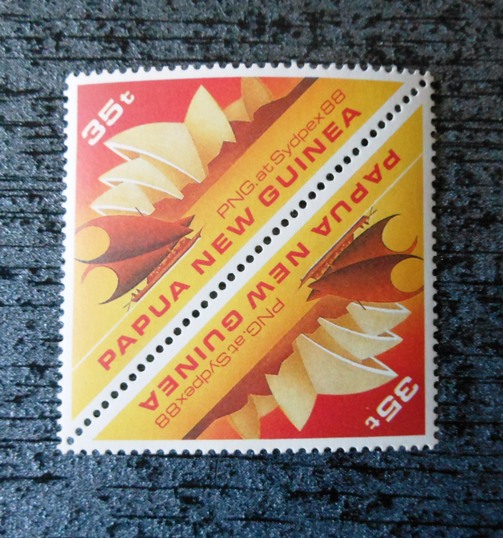 35t
PNG. at Sydpex 88
PAPUA NEW GUINEA
PAPUA NEW GUINEA
PNG. at Sydpex 88
35t